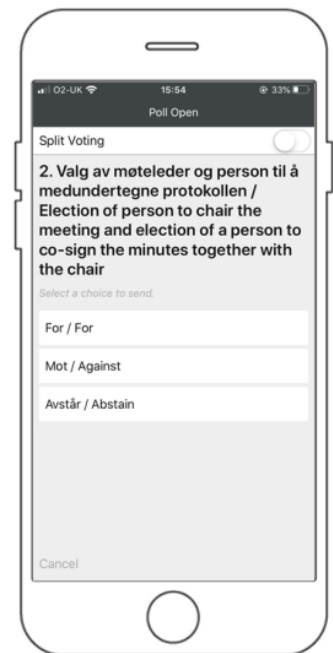 O2-UK 15:54 33%
Poll Open
Split Voting
2. Valg av møteleder og person til å
medundertegne protokollen /
Election of person to chair the
meeting and election of a person to
co-sign the minutes together with
the chair
Select a choice to send.
For / For
Mot / Against
Avstår / Abstain
Cancel